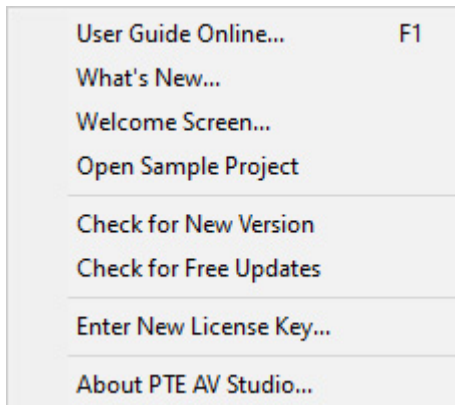 User Guide Online... F1
What's New...
Welcome Screen...
Open Sample Project
Check for New Version
Check for Free Updates
Enter New License Key...
About PTE AV Studio...